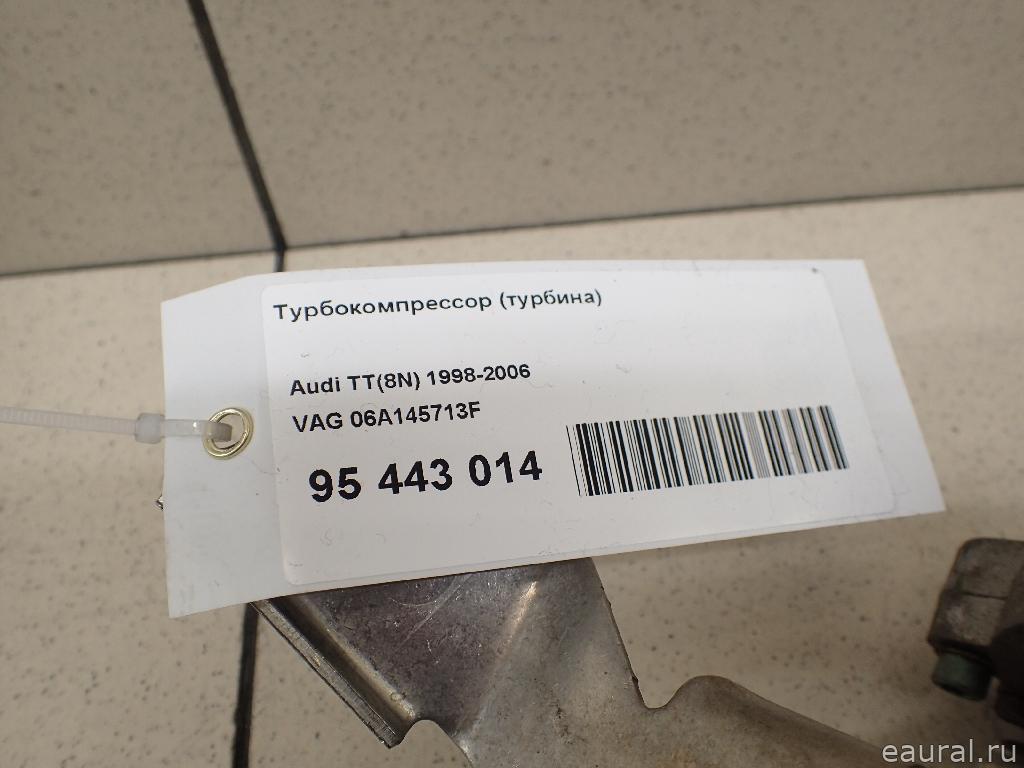 Турбокомпрессор (турбина)
Audi TT(8N) 1998-2006
VAG 06A145713F
95 443 014
eaural.ru